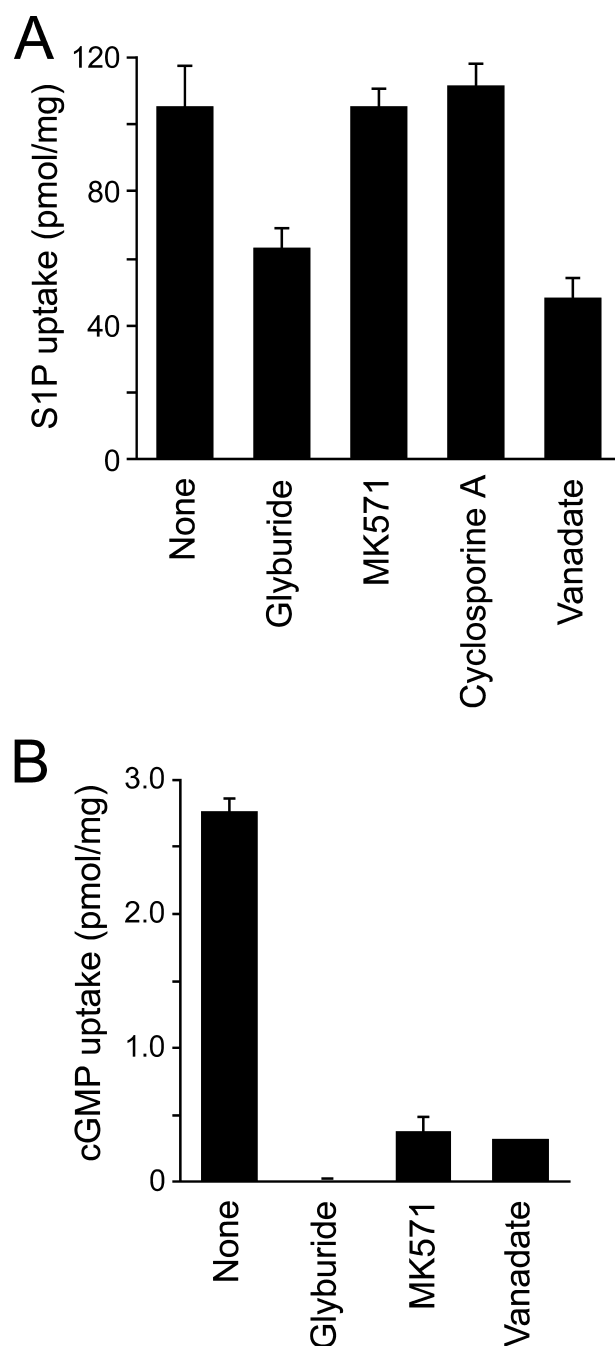 A
S1P uptake (pmol/mg)
120
80
40
0
None
Glyburide
MK571
Cyclosporine A
Vanadate
B
cGMP uptake (pmol/mg)
3.0
2.0
1.0
0
None
Glyburide
MK571
Vanadate